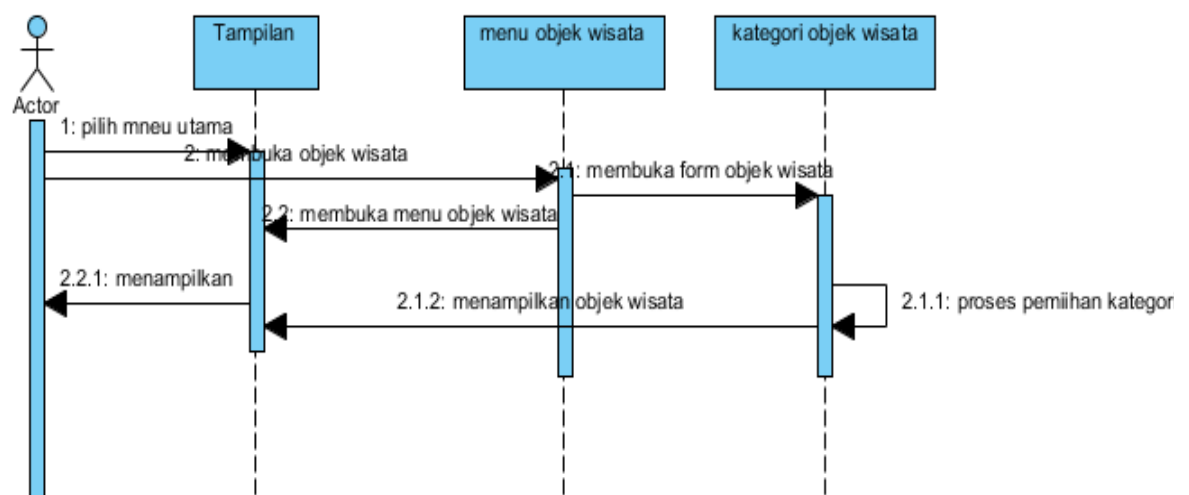 Tampilan
menu objek wisata
kategori objek wisata
Actor
1: pilih mneu utama
2: membuka objek wisata
2.1: membuka form objek wisata
2.2: membuka menu objek wisata
2.2.1: menampilkan
2.1.2: menampilkan objek wisata
2.1.1: proses pemiihan kategor